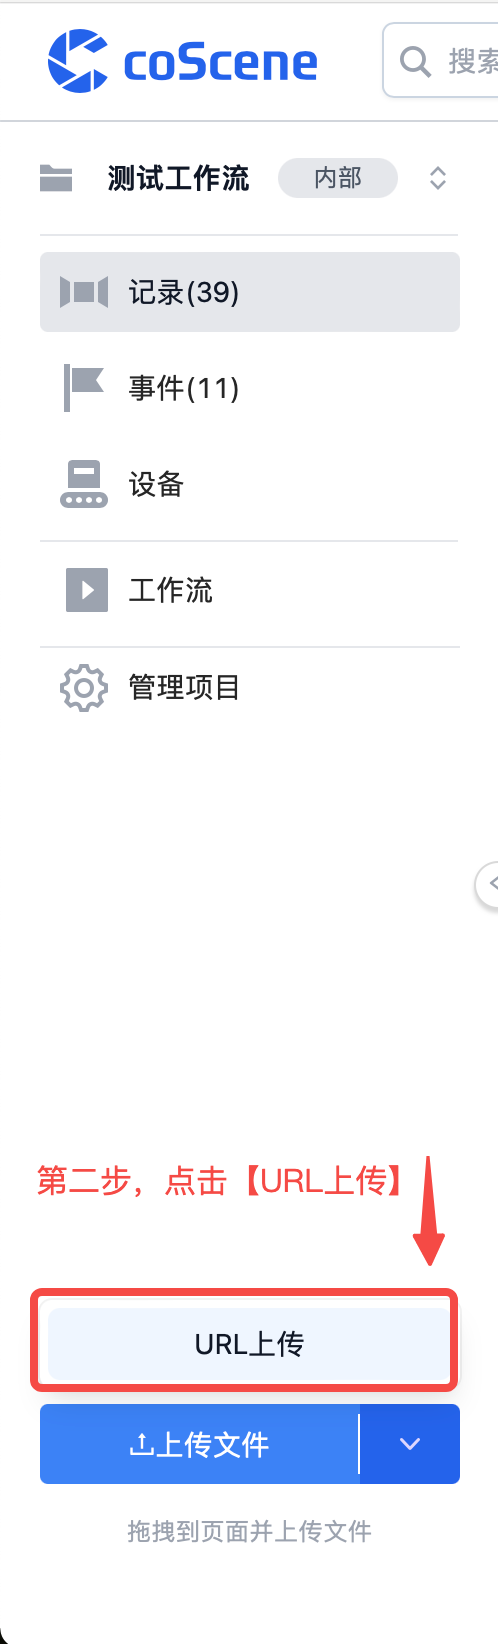 coScene
搜索
测试工作流 内部
记录(39)
事件(11)
设备
工作流
管理项目
第二步，点击【URL上传】
URL上传
上传文件
拖拽到页面并上传文件